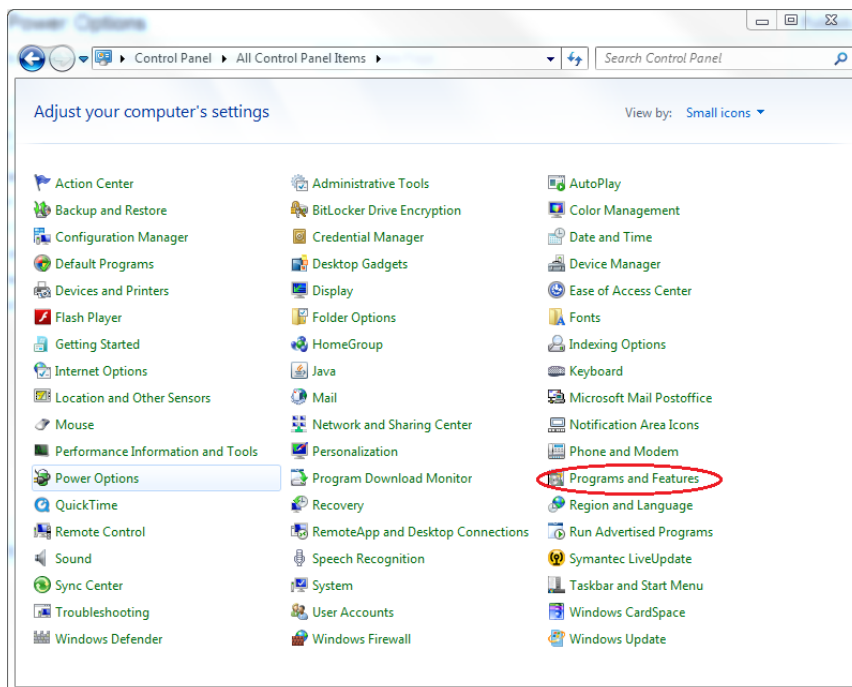 Power Options
Control Panel All Control Panel Items Search Control Panel
Adjust your computer's settings View by: Small icons
Action Center Administrative Tools AutoPlay
Backup and Restore BitLocker Drive Encryption Color Management
Configuration Manager Credential Manager Date and Time
Default Programs Desktop Gadgets Device Manager
Devices and Printers Display Ease of Access Center
Flash Player Folder Options Fonts
Getting Started HomeGroup Indexing Options
Internet Options Java Keyboard
Location and Other Sensors Mail Microsoft Mail Postoffice
Mouse Network and Sharing Center Notification Area Icons
Performance Information and Tools Personalization Phone and Modem
Power Options Program Download Monitor Programs and Features
QuickTime Recovery Region and Language
Remote Control RemoteApp and Desktop Connections Run Advertised Programs
Sound Speech Recognition Symantec LiveUpdate
Sync Center System Taskbar and Start Menu
Troubleshooting User Accounts Windows CardSpace
Windows Defender Windows Firewall Windows Update